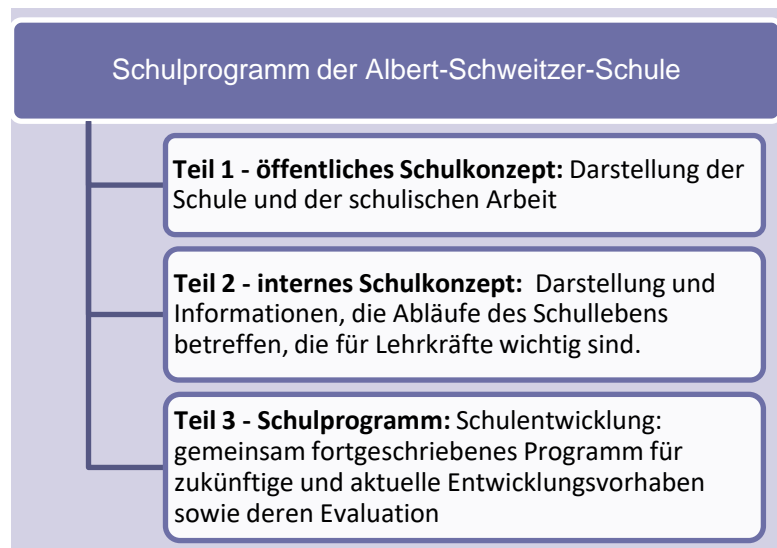 Schulprogramm der Albert-Schweitzer-Schule
Teil 1 - öffentliches Schulkonzept: Darstellung der
Schule und der schulischen Arbeit
Teil 2 - internes Schulkonzept: Darstellung und
Informationen, die Abläufe des Schullebens
betreffen, die für Lehrkräfte wichtig sind.
Teil 3 - Schulprogramm: Schulentwicklung:
gemeinsam fortgeschriebenes Programm für
zukünftige und aktuelle Entwicklungsvorhaben
sowie deren Evaluation